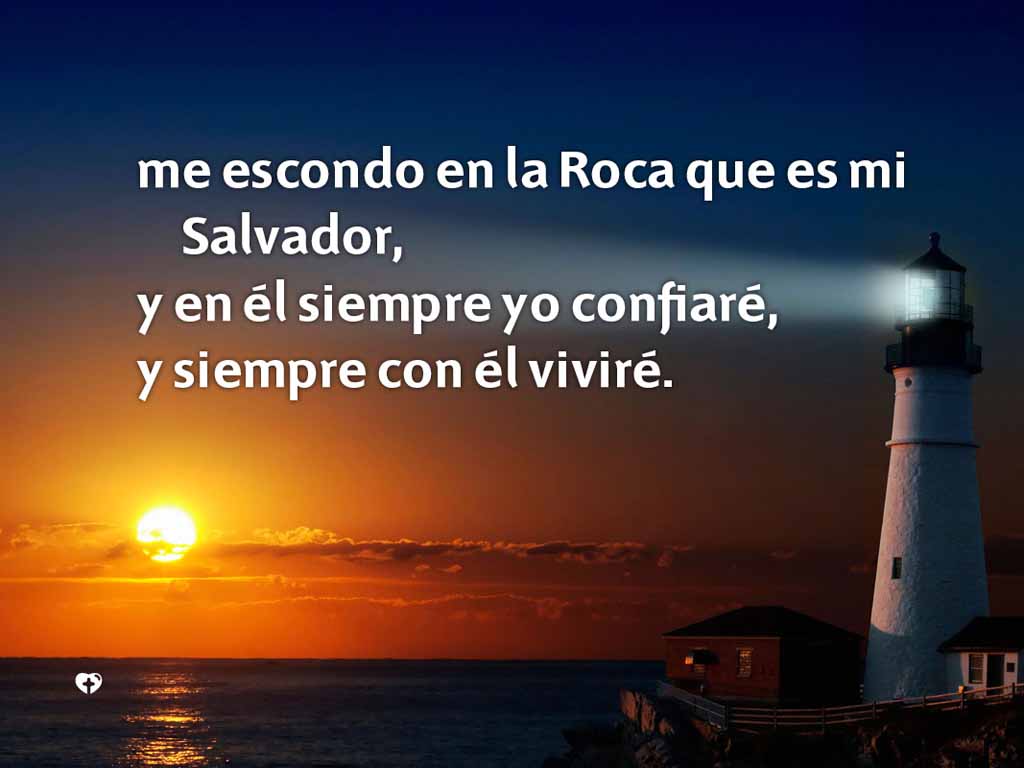 me escondo en la Roca que es mi
Salvador,
y en él siempre yo confiaré,
y siempre con él viviré.